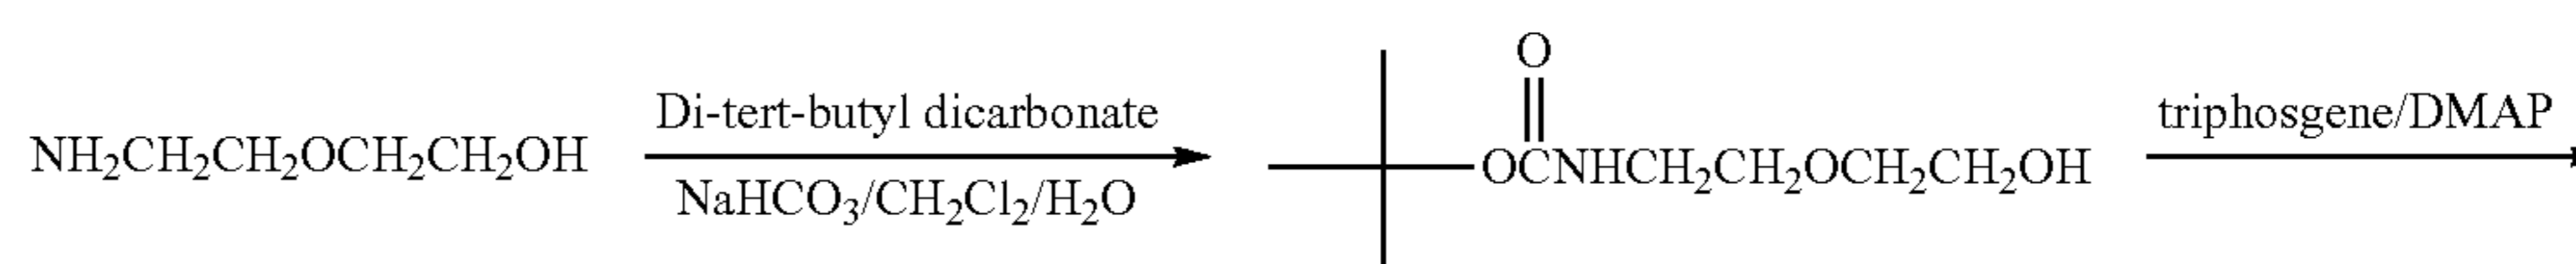 O
Di-tert-butyl dicarbonate
triphosgene/DMAP
NH₂CH₂CH₂OCH₂CH₂OH
OCNHCH₂CH₂OCH₂CH₂OH
NaHCO₃/CH₂Cl₂/H₂O